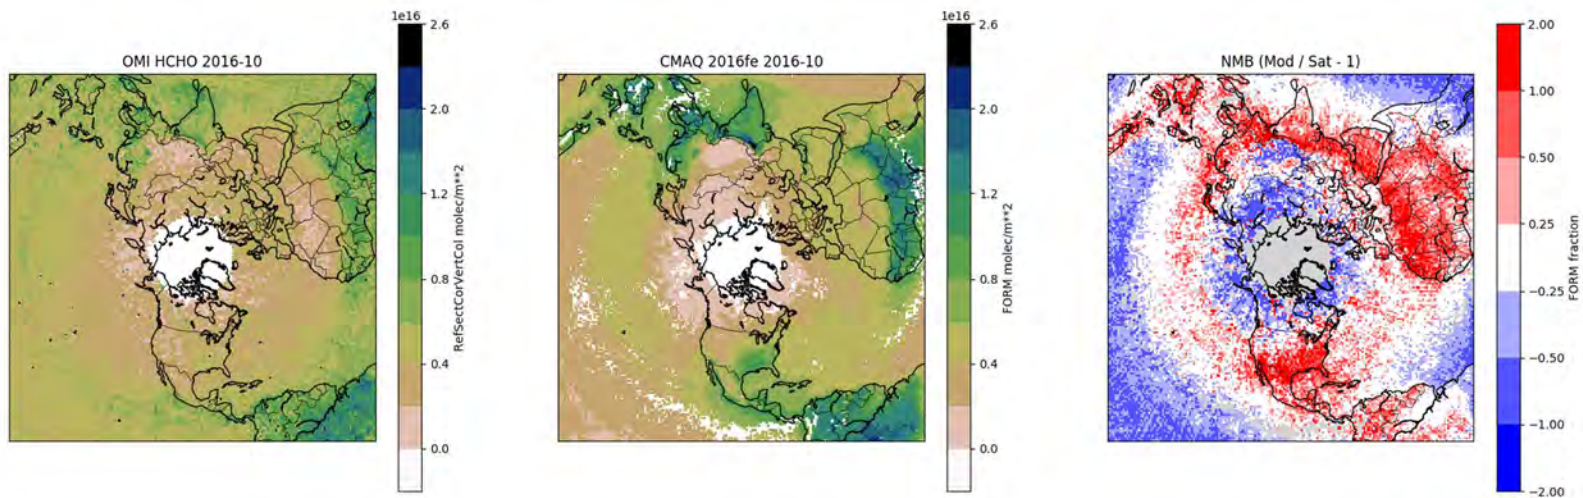 OMI HCHO 2016-10
1e16
2.6
2.0
1.2
0.8
0.4
0.0
RefSectCorVertCol molec/m**2
CMAQ 2016fe 2016-10
1e16
2.6
2.0
1.2
0.8
0.4
0.0
FORM molec/m**2
NMB (Mod / Sat - 1)
2.00
1.00
0.50
0.25
−0.25
−0.50
−1.00
−2.00
FORM fraction